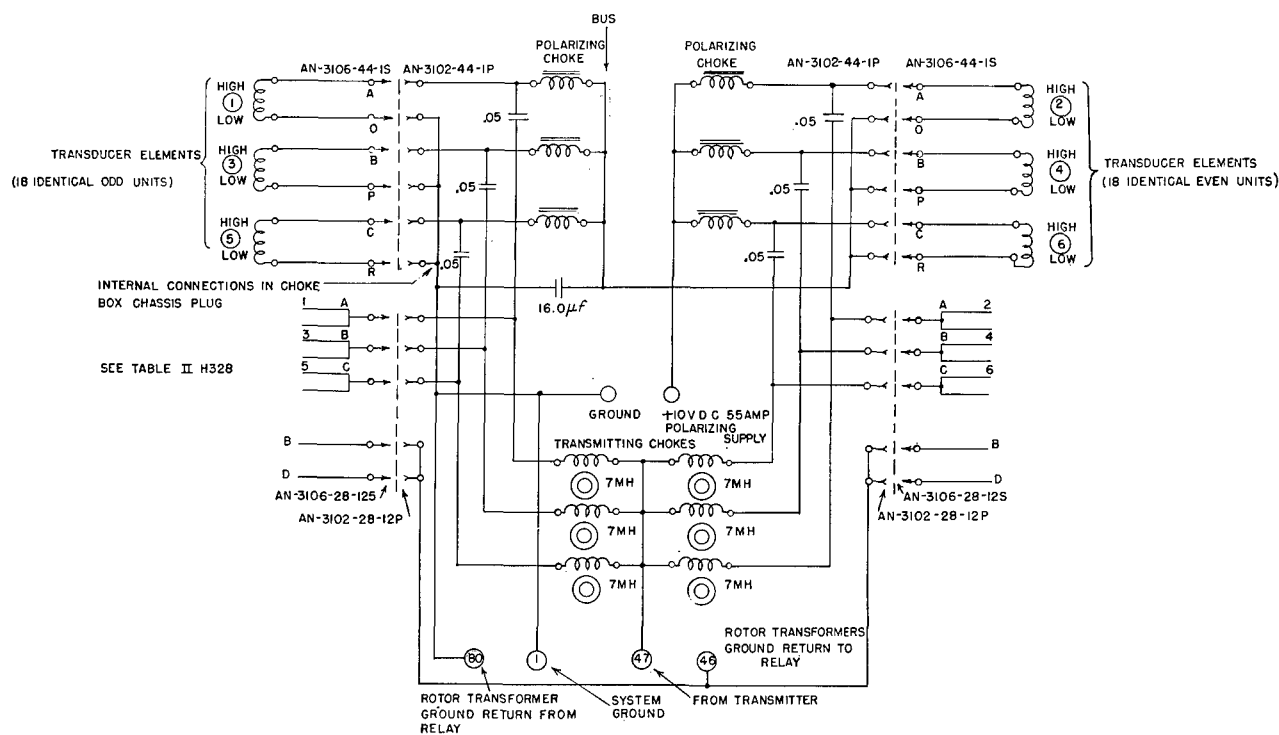 BUS
POLARIZING
CHOKE
POLARIZING
CHOKE
AN-3106-44-1S
AN-3102-44-1P
AN-3102-44-1P
AN-3106-44-1S
HIGH
1
LOW
A
O
HIGH
3
LOW
B
P
HIGH
5
LOW
C
R
TRANSDUCER ELEMENTS
(18 IDENTICAL ODD UNITS)
.05
.05
.05
.05
.05
.05
A
O
B
P
C
R
HIGH
2
LOW
HIGH
4
LOW
HIGH
6
LOW
TRANSDUCER ELEMENTS
(18 IDENTICAL EVEN UNITS)
INTERNAL CONNECTIONS IN CHOKE
BOX CHASSIS PLUG
16.0μf
1 A
3 B
5 C
SEE TABLE II H328
A 2
B 4
C 6
GROUND
+10V DC 55AMP
POLARIZING
SUPPLY
TRANSMITTING CHOKES
7MH
7MH
7MH
7MH
7MH
7MH
B
D
AN-3106-28-12S
AN-3102-28-12P
B
D
AN-3106-28-12S
AN-3102-28-12P
80
1
47
46
ROTOR TRANSFORMERS
GROUND RETURN TO
RELAY
ROTOR TRANSFORMER
GROUND RETURN FROM
RELAY
SYSTEM
GROUND
FROM TRANSMITTER